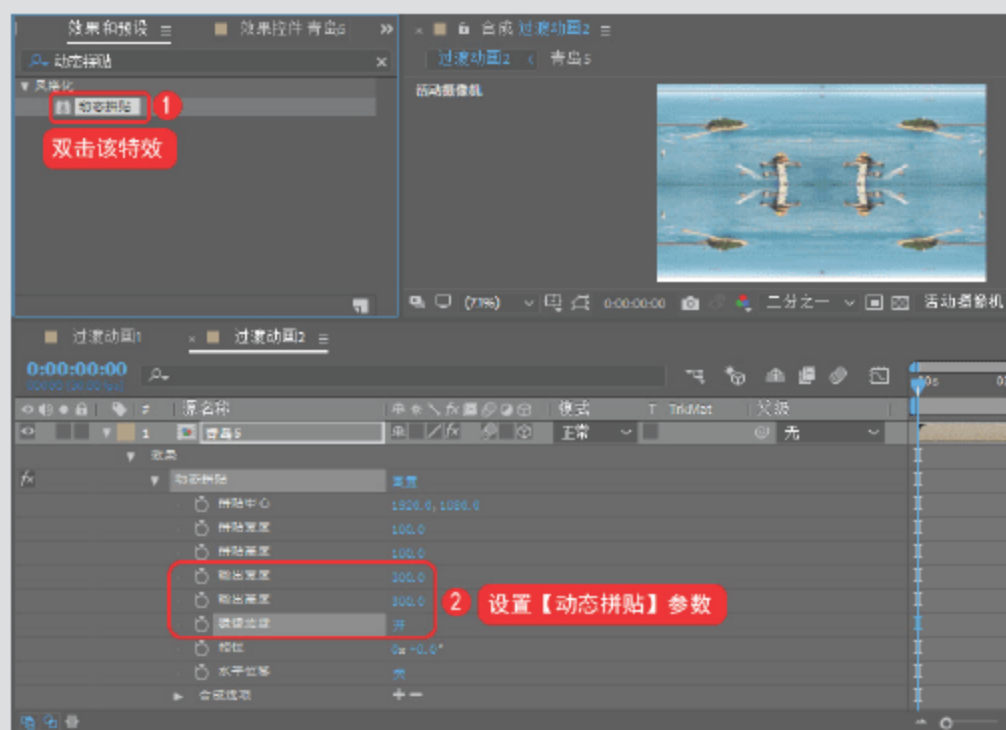 效果和预设 ≡ 效果控件 青岛5 »
合成 过渡动画2 ≡
动态拼贴 ×
过渡动画2 ‹ 青岛5
▼ 风格化
活动摄像机
动态拼贴 1
双击该特效
(71%) 0:00:00:00 二分之一 活动摄像机
过渡动画1 × 过渡动画2 ≡
0:00:00:00
# 源名称 模式 T TrkMat 父级
1 青岛5 正常 无
效果
fx 动态拼贴 重置
拼贴中心 1920.0,1080.0
拼贴宽度 100.0
拼贴高度 100.0
输出宽度 300.0
输出高度 300.0
2 设置【动态拼贴】参数
镜像边缘 开
相位 0x +0.0°
水平位移 关
合成选项 + −